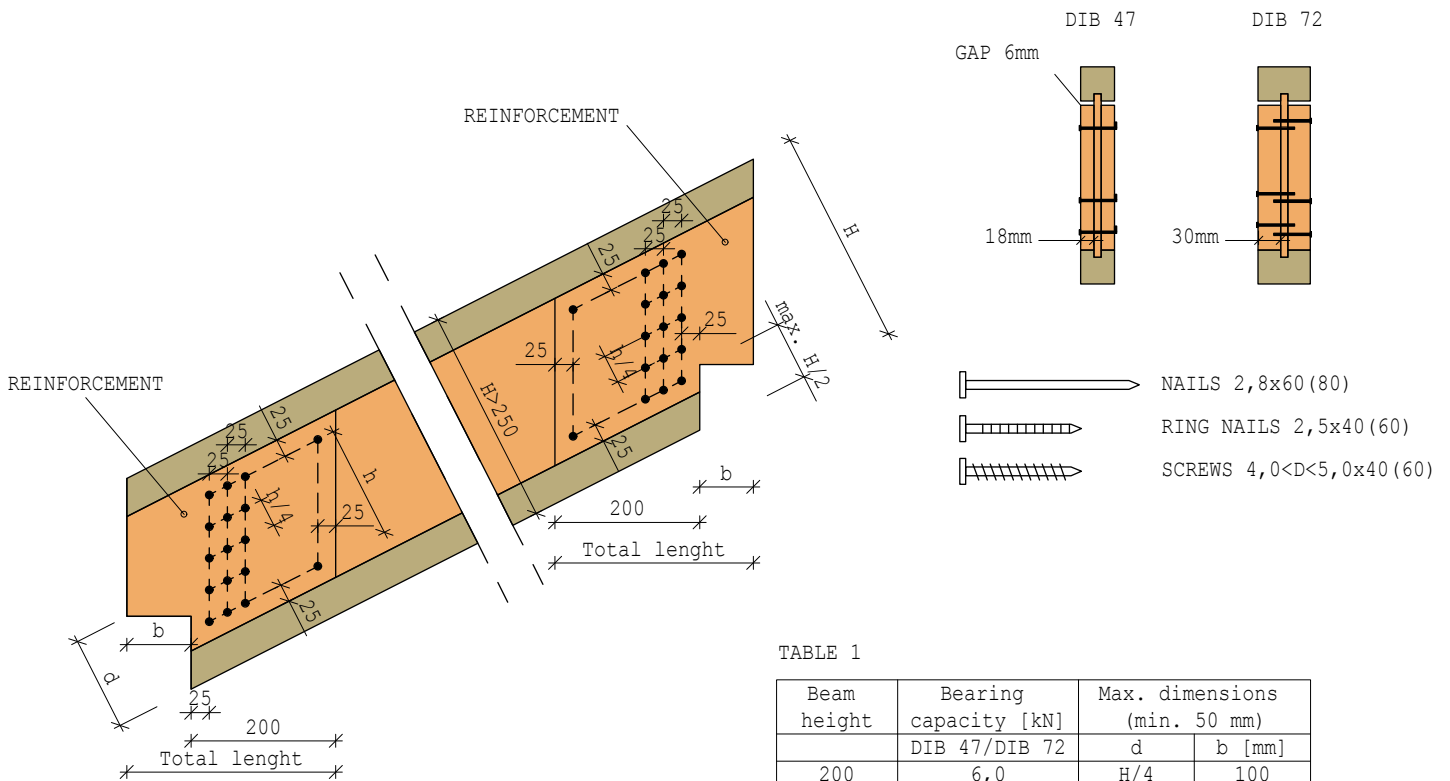 DIB 47
DIB 72
GAP 6mm
REINFORCEMENT
H
25
25
25
18mm
30mm
25
max. H/2
25
h/4
REINFORCEMENT
H>250
NAILS 2,8x60(80)
RING NAILS 2,5x40(60)
SCREWS 4,0<D<5,0x40(60)
25
25
25
h
h/4
25
25
b
200
Total lenght
25
b
d
25
200
Total lenght
TABLE 1
Beam height
Bearing capacity [kN]
Max. dimensions (min. 50 mm)
DIB 47/DIB 72
d
b [mm]
200
6,0
H/4
100